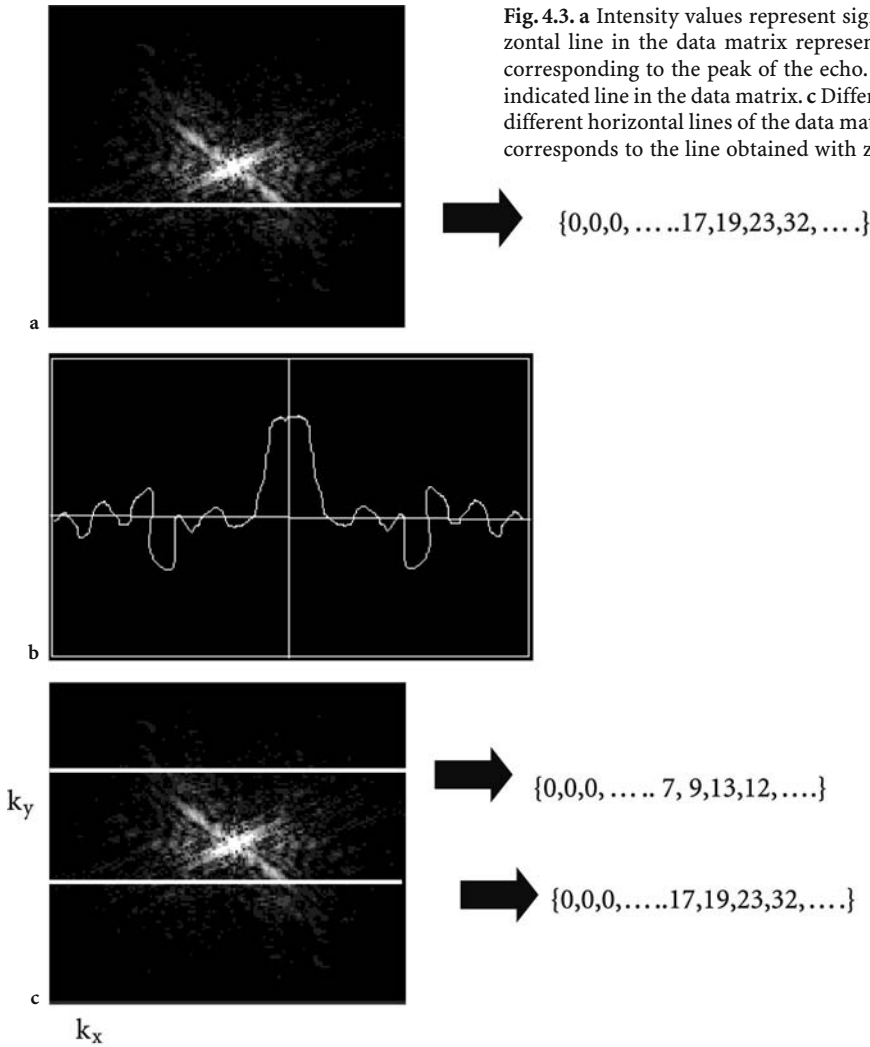 Fig. 4.3. a Intensity values represent sig
zontal line in the data matrix represen
corresponding to the peak of the echo.
indicated line in the data matrix. c Differ
different horizontal lines of the data mat
corresponds to the line obtained with z
{0,0,0, .....17,19,23,32, ....}
a
b
{0,0,0, ..... 7, 9,13,12, ....}
ky
{0,0,0,.....17,19,23,32,....}
c
kx